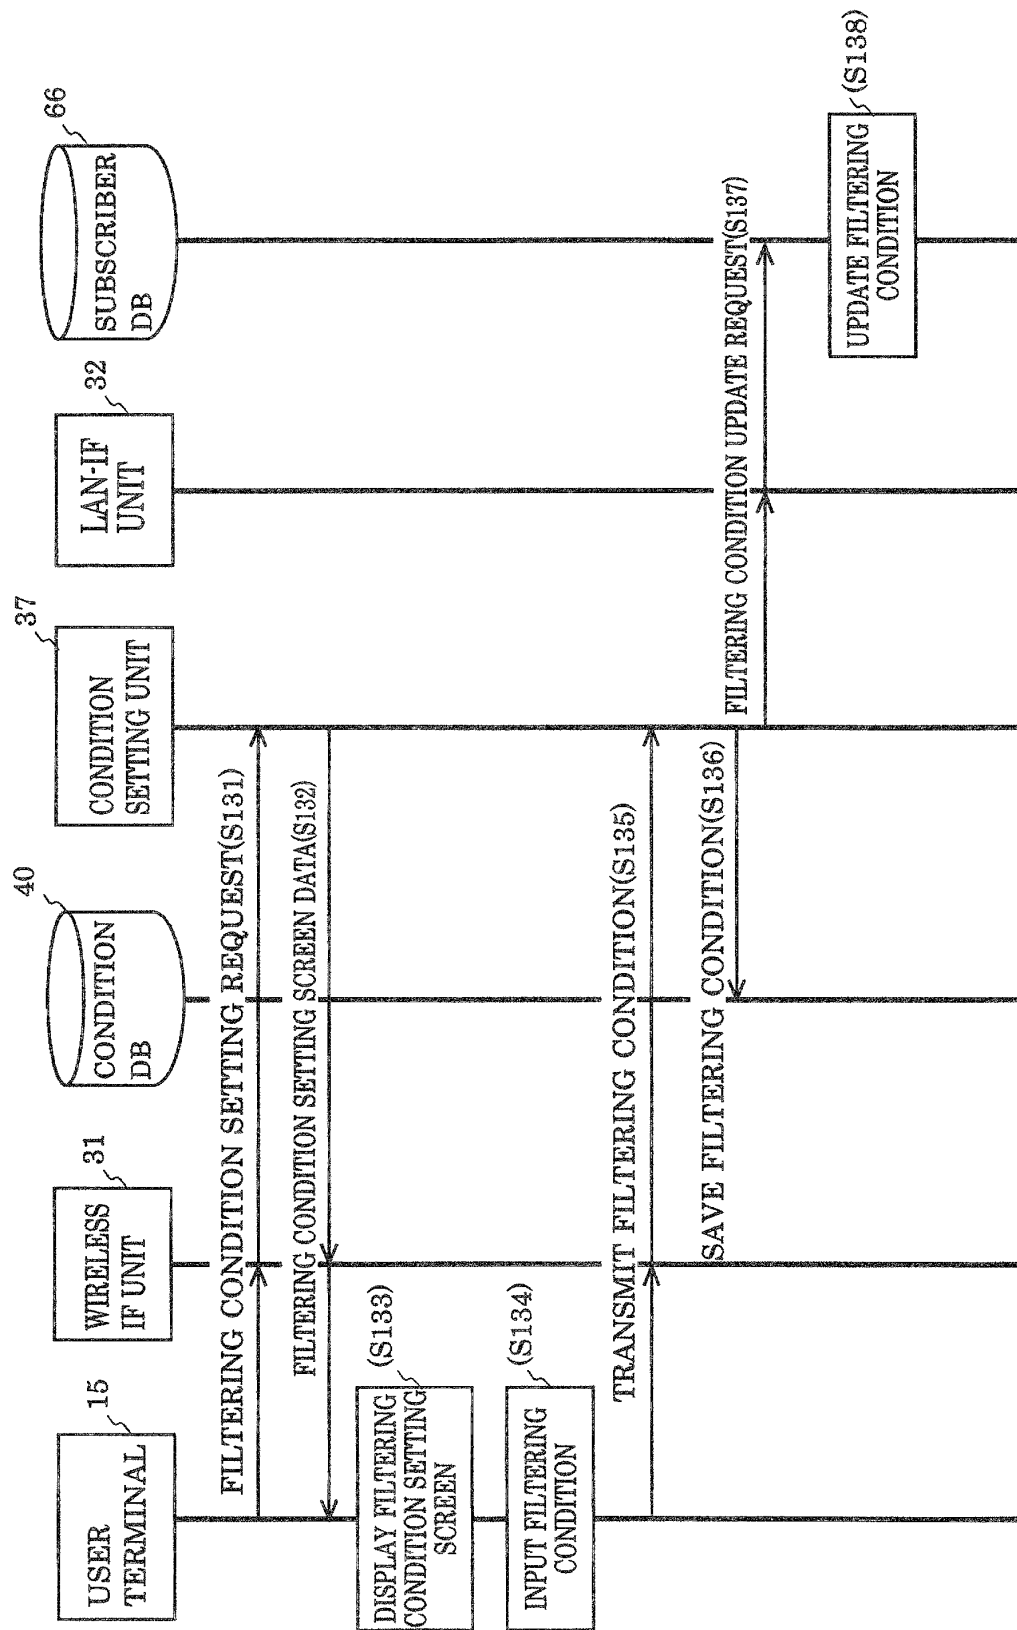 USER
TERMINAL
15
WIRELESS
IF UNIT
31
CONDITION
DB
40
CONDITION
SETTING UNIT
37
LAN-IF
UNIT
32
SUBSCRIBER
DB
66
FILTERING CONDITION SETTING REQUEST(S131)
FILTERING CONDITION SETTING SCREEN DATA(S132)
DISPLAY FILTERING
CONDITION SETTING
SCREEN
(S133)
INPUT FILTERING
CONDITION
(S134)
TRANSMIT FILTERING CONDITION(S135)
SAVE FILTERING CONDITION(S136)
FILTERING CONDITION UPDATE REQUEST(S137)
UPDATE FILTERING
CONDITION
(S138)